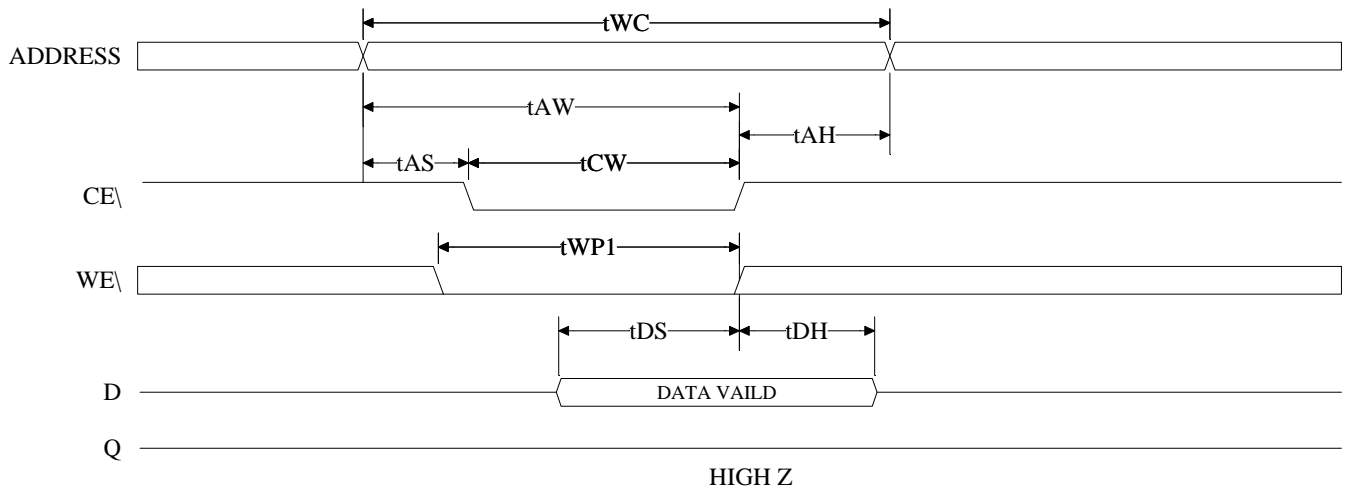 tWC
ADDRESS
tAW
tAH
tAS
tCW
CE\
tWP1
WE\
tDS
tDH
D
DATA VAILD
Q
HIGH Z